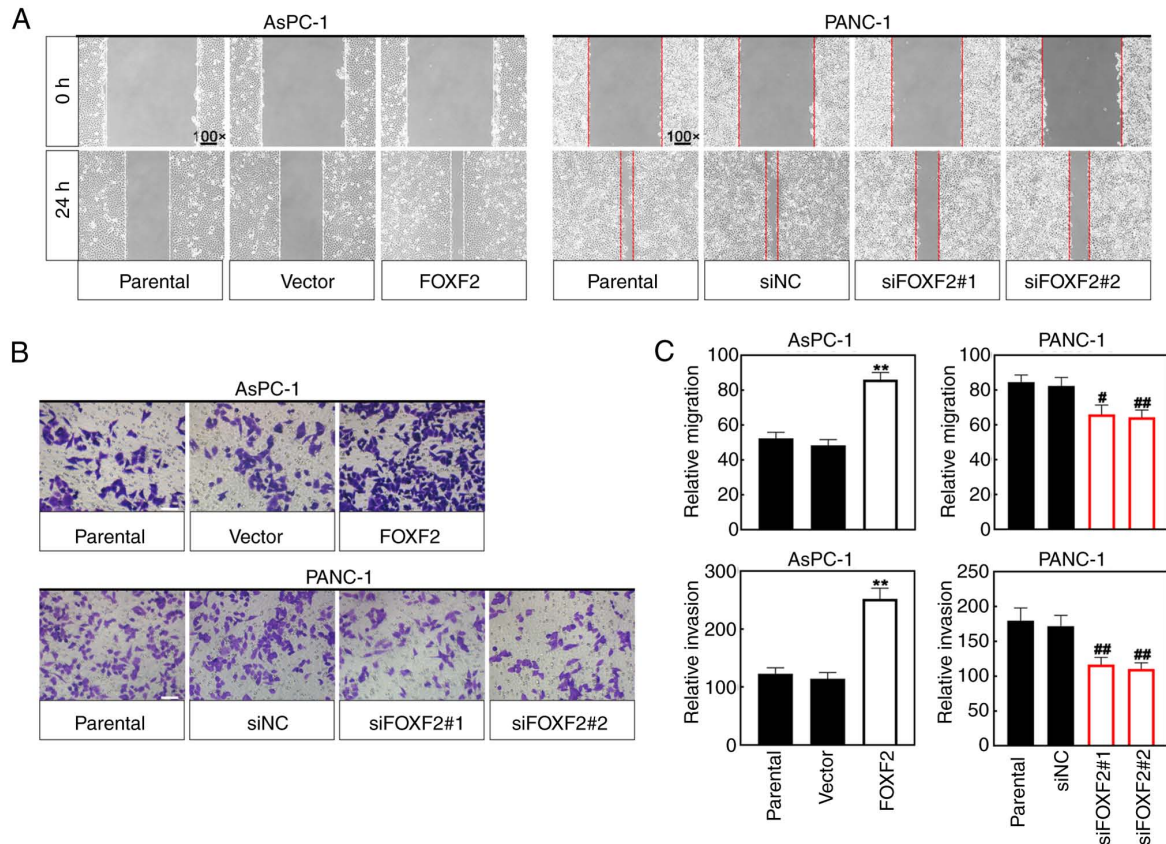 A
AsPC-1
PANC-1
0 h
100×
100×
24 h
Parental
Vector
FOXF2
Parental
siNC
siFOXF2#1
siFOXF2#2
B
AsPC-1
Parental
Vector
FOXF2
PANC-1
Parental
siNC
siFOXF2#1
siFOXF2#2
C
AsPC-1
Relative migration
100
80
60
40
20
0
**
PANC-1
Relative migration
100
80
60
40
20
0
#
##
AsPC-1
Relative invasion
300
200
100
0
**
Parental
Vector
FOXF2
PANC-1
Relative invasion
250
200
150
100
50
0
##
##
Parental
siNC
siFOXF2#1
siFOXF2#2